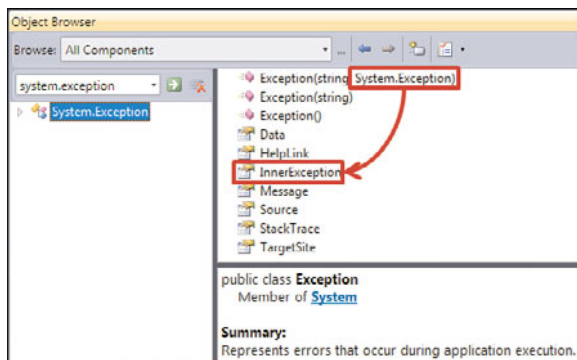 Object Browser
Browse: All Components
...
system.exception
System.Exception
Exception(string, System.Exception)
Exception(string)
Exception()
Data
HelpLink
InnerException
Message
Source
StackTrace
TargetSite
public class Exception
Member of System
Summary:
Represents errors that occur during application execution.